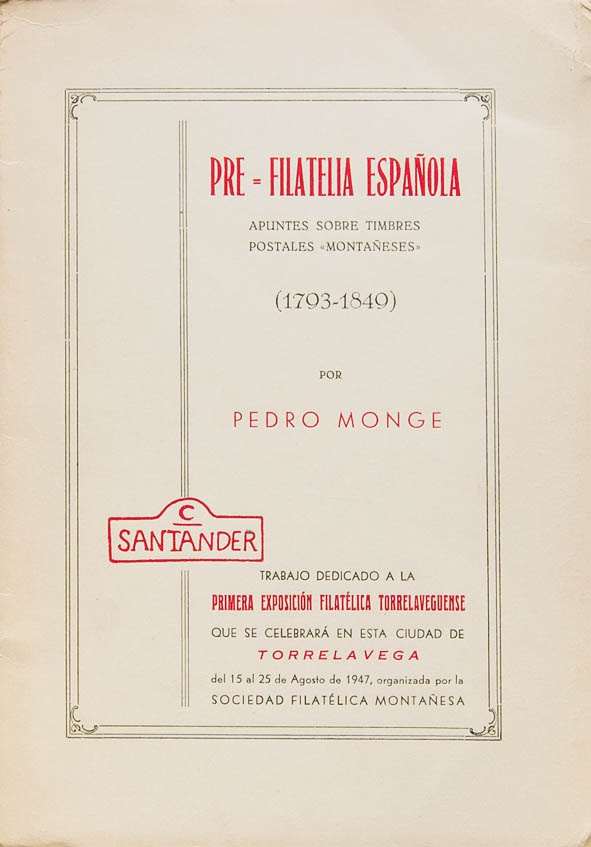 PRE = FILATELIA ESPAÑOLA
APUNTES SOBRE TIMBRES
POSTALES «MONTAÑESES»
(1793-1849)
POR
PEDRO MONGE
C
SANTANDER
TRABAJO DEDICADO A LA
PRIMERA EXPOSICIÓN FILATÉLICA TORRELAVEGUENSE
QUE SE CELEBRARÁ EN ESTA CIUDAD DE
TORRELAVEGA
del 15 al 25 de Agosto de 1947, organizada por la
SOCIEDAD FILATÉLICA MONTAÑESA